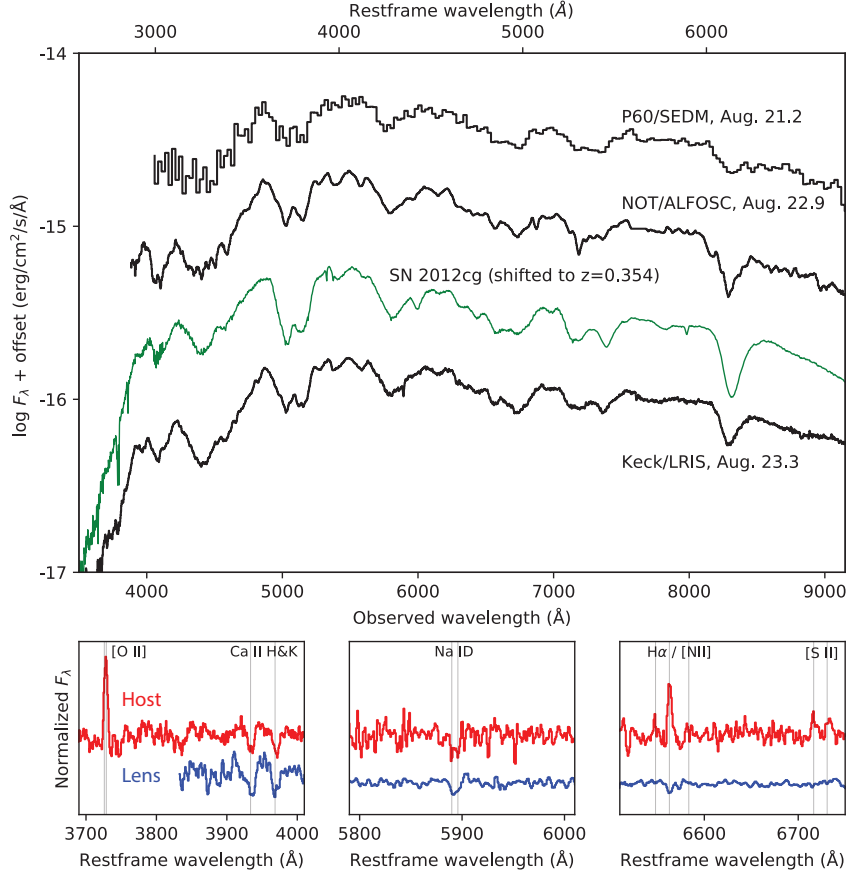 Restframe wavelength (Å)
3000 4000 5000 6000
-14
P60/SEDM, Aug. 21.2
NOT/ALFOSC, Aug. 22.9
-15
SN 2012cg (shifted to z=0.354)
log Fλ + offset (erg/cm²/s/Å)
-16
Keck/LRIS, Aug. 23.3
-17
4000 5000 6000 7000 8000 9000
Observed wavelength (Å)
[O II] Ca II H&K Na ID Hα / [NII] [S II]
Normalized Fλ
Host
Lens
3700 3800 3900 4000 5800 5900 6000 6600 6700
Restframe wavelength (Å) Restframe wavelength (Å) Restframe wavelength (Å)